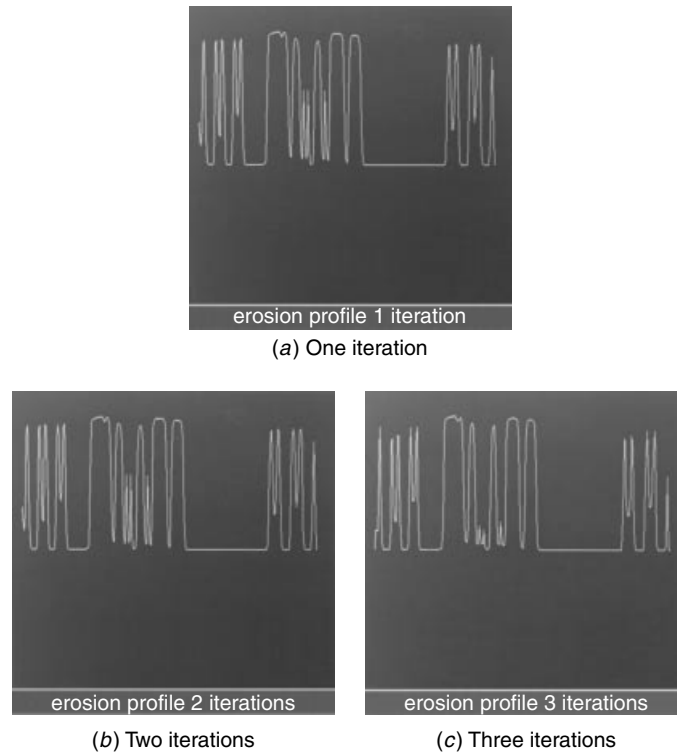 erosion profile 1 iteration
(a) One iteration
erosion profile 2 iterations
erosion profile 3 iterations
(b) Two iterations
(c) Three iterations